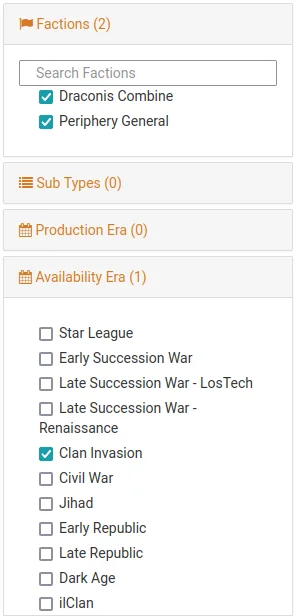 Factions (2)
Search Factions
Draconis Combine
Periphery General
Sub Types (0)
Production Era (0)
Availability Era (1)
Star League
Early Succession War
Late Succession War - LosTech
Late Succession War -
Renaissance
Clan Invasion
Civil War
Jihad
Early Republic
Late Republic
Dark Age
ilClan